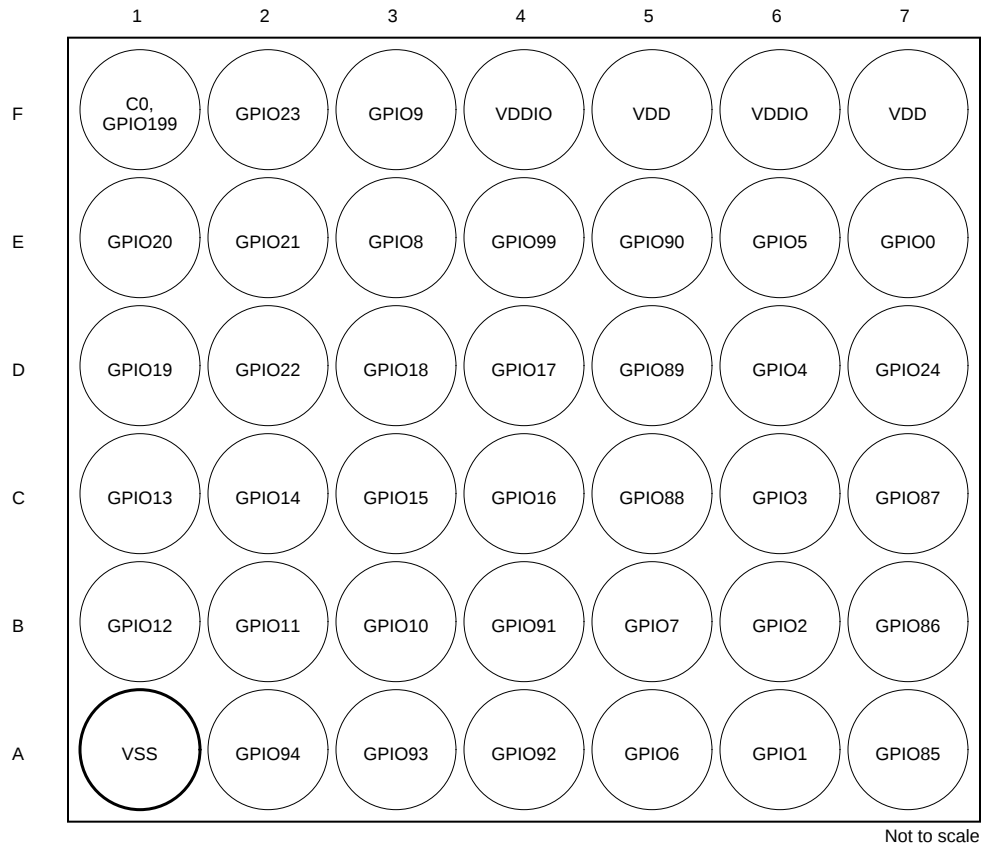 1 2 3 4 5 6 7
F C0, GPIO199 GPIO23 GPIO9 VDDIO VDD VDDIO VDD
E GPIO20 GPIO21 GPIO8 GPIO99 GPIO90 GPIO5 GPIO0
D GPIO19 GPIO22 GPIO18 GPIO17 GPIO89 GPIO4 GPIO24
C GPIO13 GPIO14 GPIO15 GPIO16 GPIO88 GPIO3 GPIO87
B GPIO12 GPIO11 GPIO10 GPIO91 GPIO7 GPIO2 GPIO86
A VSS GPIO94 GPIO93 GPIO92 GPIO6 GPIO1 GPIO85
Not to scale